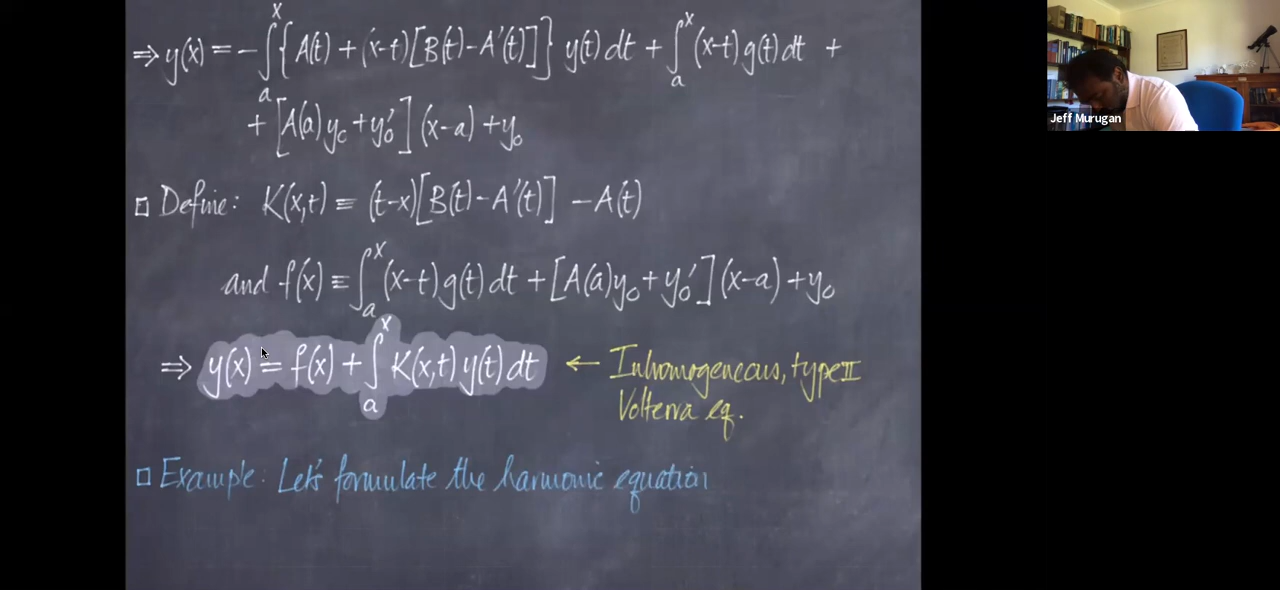 ⇒ y(x) = -∫ₐˣ {A(t) + (x-t)[B(t)-A'(t)]} y(t) dt + ∫ₐˣ (x-t) g(t) dt +
+ [A(a)y₀ + y₀'] (x-a) + y₀
□ Define: K(x,t) ≡ (t-x)[B(t)-A'(t)] - A(t)
and f(x) ≡ ∫ₐˣ (x-t) g(t) dt + [A(a)y₀ + y₀'] (x-a) + y₀
⇒ y(x) = f(x) + ∫ₐˣ K(x,t) y(t) dt ← Inhomogeneous, type II
Volterra eq.
□ Example: Let's formulate the harmonic equation
Jeff Murugan